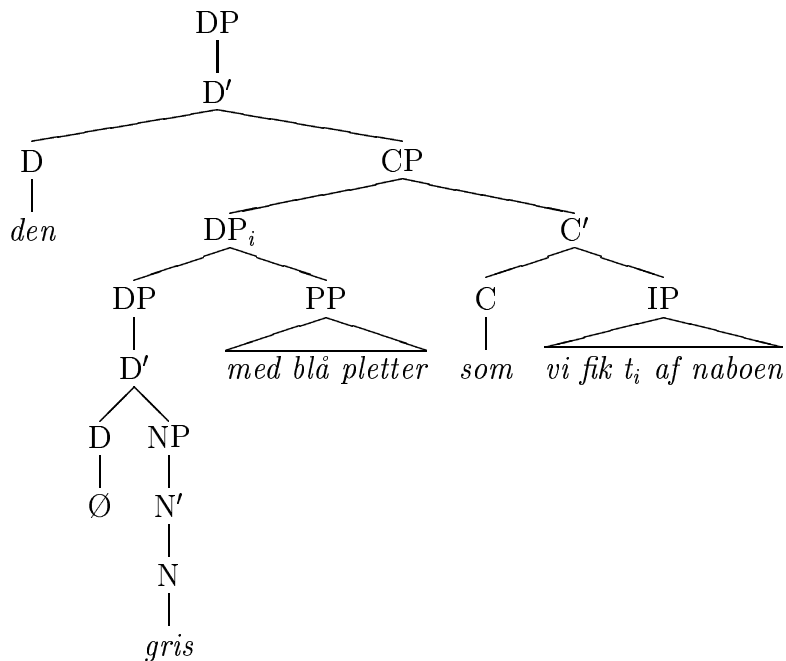 DP
D′
D CP
den DPᵢ C′
DP PP C IP
D′ med blå pletter som vi fik tᵢ af naboen
D NP
Ø N′
N
gris